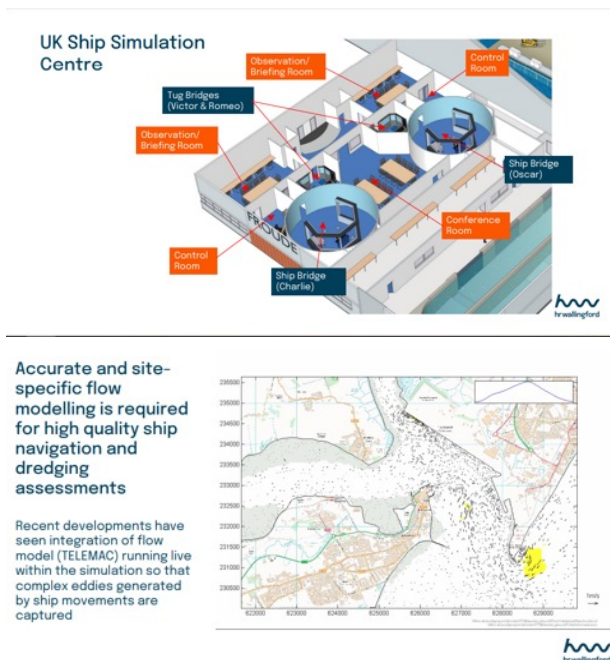 UK Ship Simulation
Centre
Observation/
Briefing Room
Control
Room
Tug Bridges
(Victor & Romeo)
Observation/
Briefing Room
Ship Bridge
(Oscar)
Conference
Room
FROUDE
Control
Room
Ship Bridge
(Charlie)
hr wallingford
Accurate and site-
specific flow
modelling is required
for high quality ship
navigation and
dredging
assessments
Recent developments have
seen integration of flow
model (TELEMAC) running live
within the simulation so that
complex eddies generated
by ship movements are
captured
235500
235000
234500
234000
233500
233000
232500
232000
231500
231000
230500
622000 623000 624000 625000 626000 627000 628000 629000